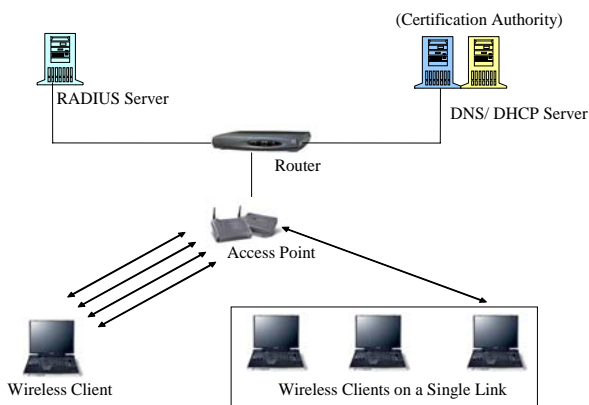 (Certification Authority)
RADIUS Server
DNS/ DHCP Server
Router
Access Point
Wireless Client
Wireless Clients on a Single Link